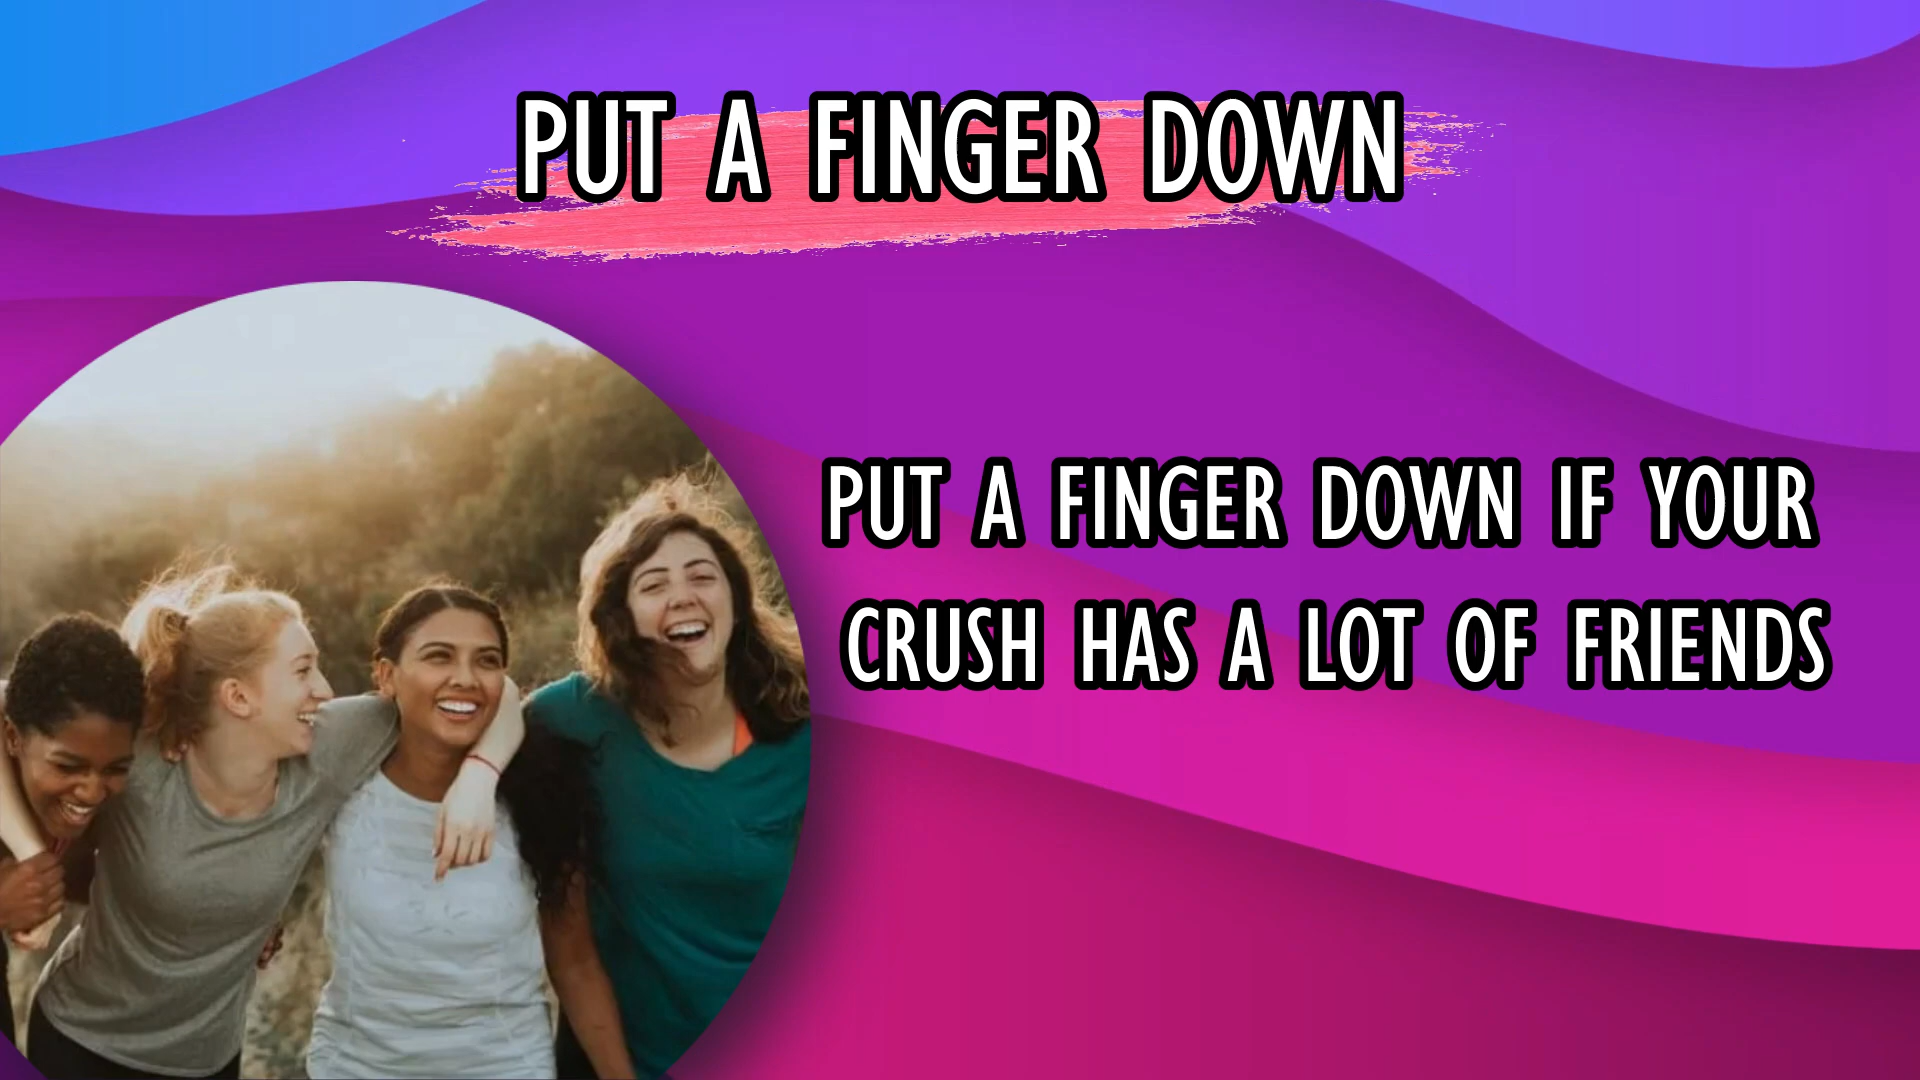 PUT A FINGER DOWN
PUT A FINGER DOWN IF YOUR
CRUSH HAS A LOT OF FRIENDS